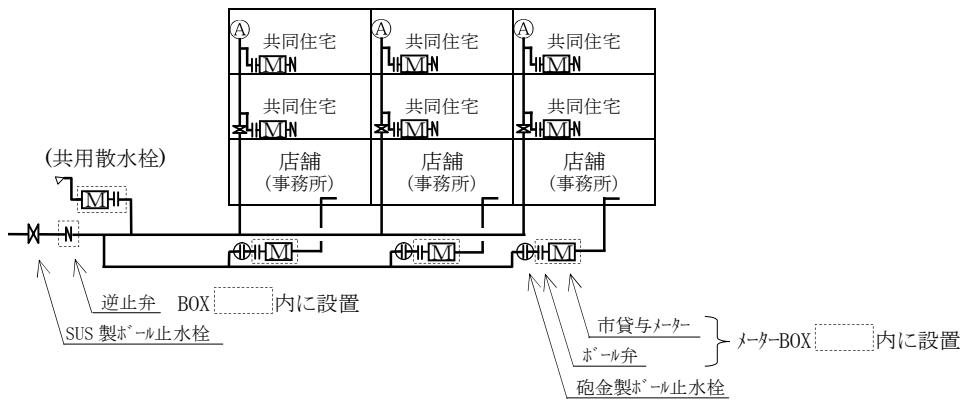 A A A
共同住宅 共同住宅 共同住宅
M N M N M N
共同住宅 共同住宅 共同住宅
M N M N M N
(共用散水栓)
店舗 店舗 店舗
(事務所) (事務所) (事務所)
M
N
M M M
逆止弁 BOX 内に設置
SUS 製ﾎﾞｰﾙ止水栓
市貸与ﾒｰﾀｰ
ﾎﾞｰﾙ弁
ﾒｰﾀｰBOX 内に設置
砲金製ﾎﾞｰﾙ止水栓